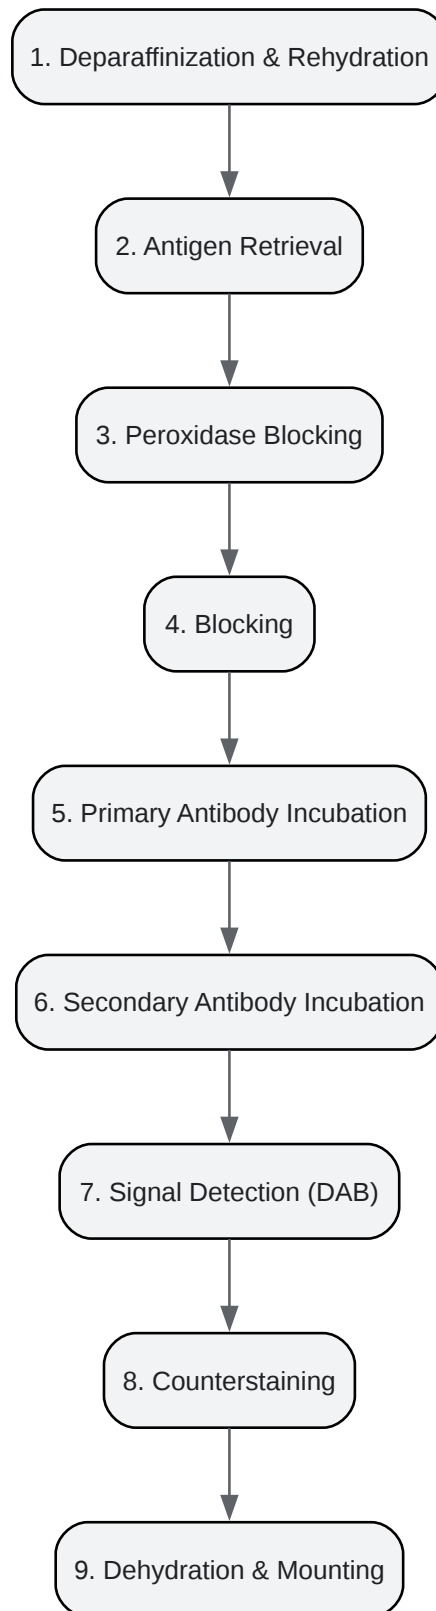 1. Deparaffinization & Rehydration
2. Antigen Retrieval
3. Peroxidase Blocking
4. Blocking
5. Primary Antibody Incubation
6. Secondary Antibody Incubation
7. Signal Detection (DAB)
8. Counterstaining
9. Dehydration & Mounting